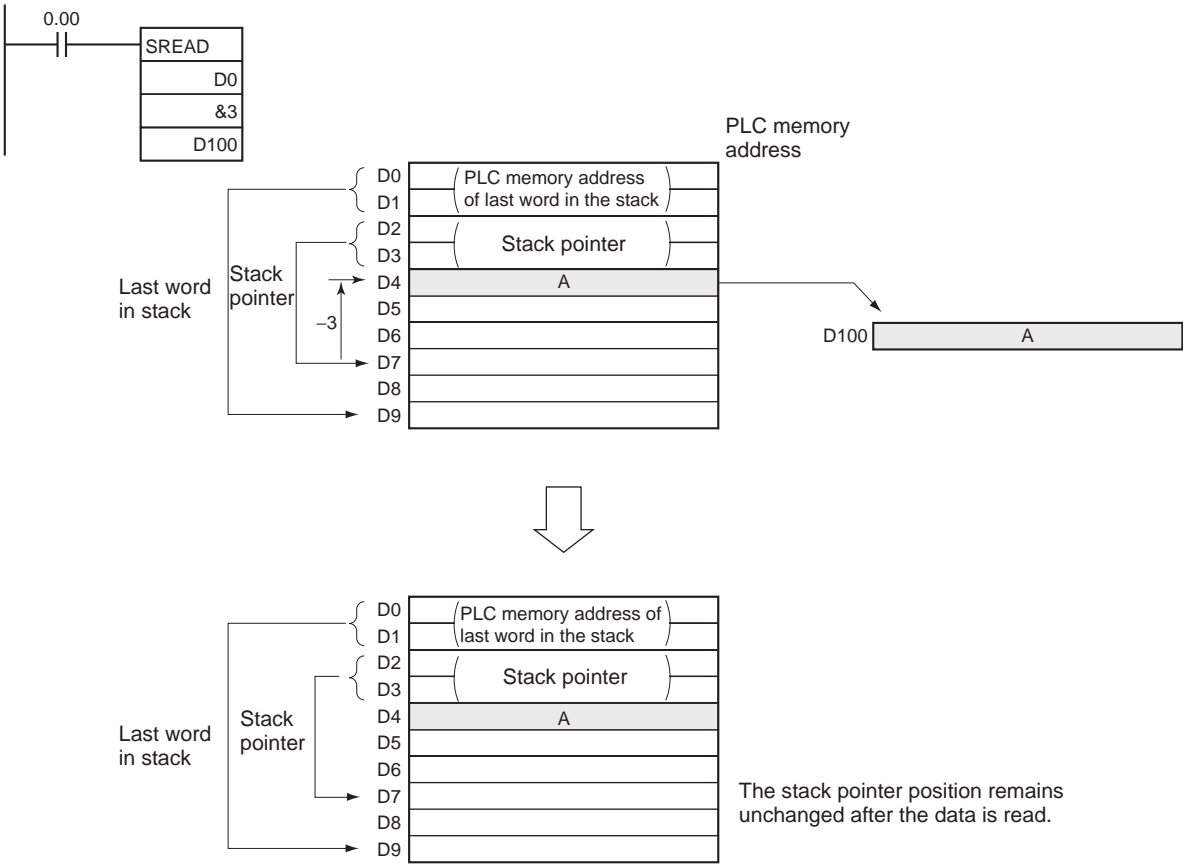 0.00
SREAD
D0
&3
D100
PLC memory
address
D0
D1
D2
D3
D4
D5
D6
D7
D8
D9
(PLC memory address
of last word in the stack)
(Stack pointer)
A
Last word
in stack
Stack
pointer
–3
D100
A
D0
D1
D2
D3
D4
D5
D6
D7
D8
D9
(PLC memory address of
last word in the stack)
(Stack pointer)
A
Last word
in stack
Stack
pointer
The stack pointer position remains
unchanged after the data is read.